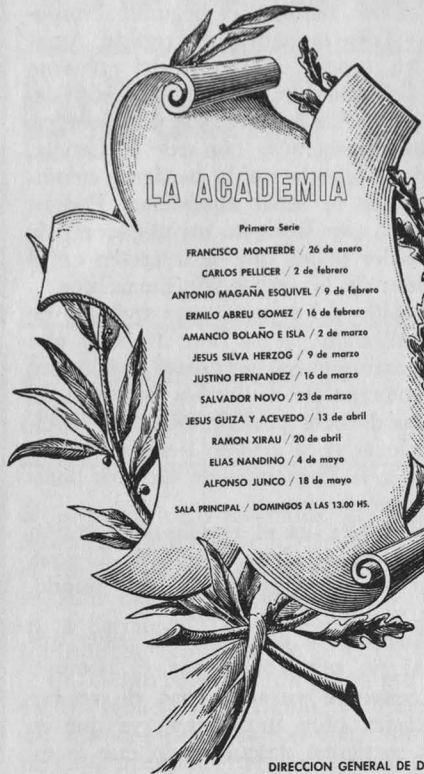 LA ACADEMIA
Primera Serie
FRANCISCO MONTERDE / 26 de enero
CARLOS PELLICER / 2 de febrero
ANTONIO MAGAÑA ESQUIVEL / 9 de febrero
ERMILO ABREU GOMEZ / 16 de febrero
AMANCIO BOLAÑO E ISLA / 2 de marzo
JESUS SILVA HERZOG / 9 de marzo
JUSTINO FERNANDEZ / 16 de marzo
SALVADOR NOVO / 23 de marzo
JESUS GUIZA Y ACEVEDO / 13 de abril
RAMON XIRAU / 20 de abril
ELIAS NANDINO / 4 de mayo
ALFONSO JUNCO / 18 de mayo
SALA PRINCIPAL / DOMINGOS A LAS 13.00 HS.
DIRECCION GENERAL DE D